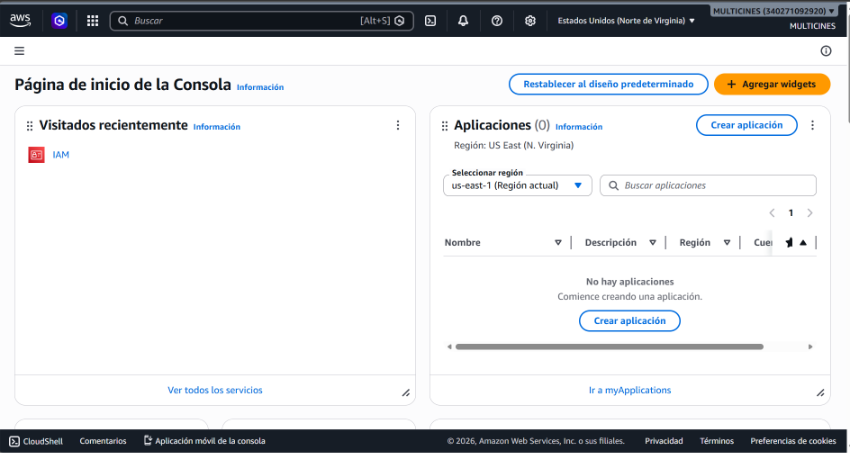 aws
Buscar
[Alt+S]
Estados Unidos (Norte de Virginia)
MULTICINES (340271092920)
MULTICINES
Página de inicio de la Consola Información
Restablecer al diseño predeterminado
Agregar widgets
Visitados recientemente Información
IAM
Ver todos los servicios
Aplicaciones (0) Información
Crear aplicación
Región: US East (N. Virginia)
Seleccionar región
us-east-1 (Región actual)
Buscar aplicaciones
1
Nombre Descripción Región Cuen
No hay aplicaciones
Comience creando una aplicación.
Crear aplicación
Ir a myApplications
CloudShell Comentarios Aplicación móvil de la consola © 2026, Amazon Web Services, Inc. o sus filiales. Privacidad Términos Preferencias de cookies